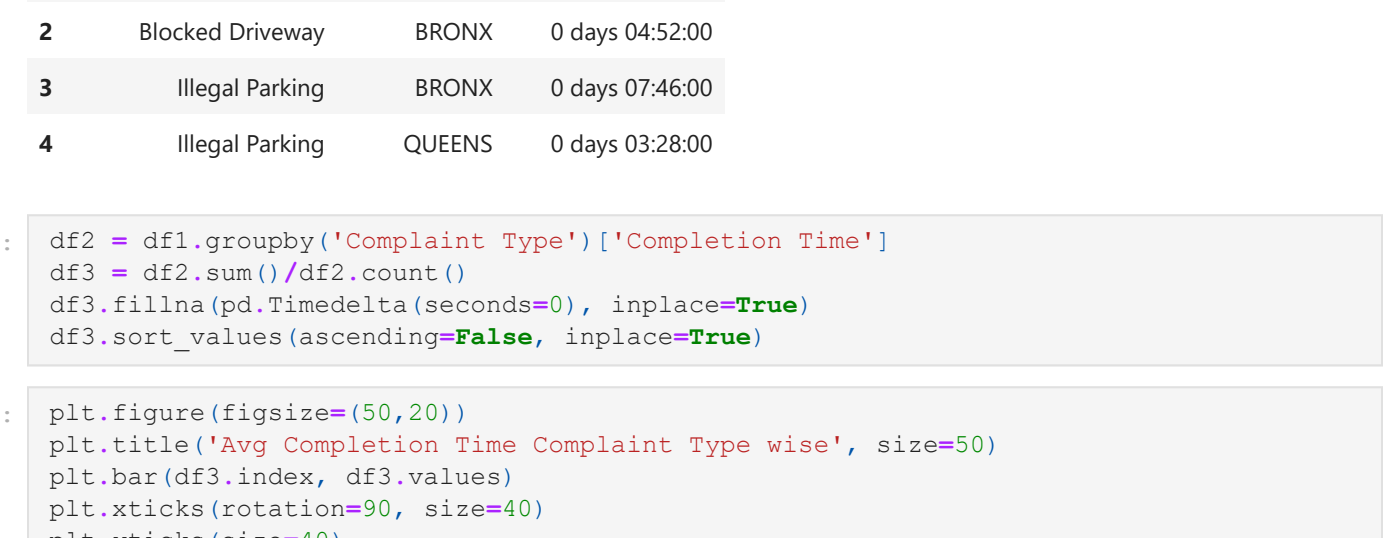 2 Blocked Driveway BRONX 0 days 04:52:00
3 Illegal Parking BRONX 0 days 07:46:00
4 Illegal Parking QUEENS 0 days 03:28:00
: df2 = df1.groupby('Complaint Type')['Completion Time']
df3 = df2.sum()/df2.count()
df3.fillna(pd.Timedelta(seconds=0), inplace=True)
df3.sort_values(ascending=False, inplace=True)
: plt.figure(figsize=(50,20))
plt.title('Avg Completion Time Complaint Type wise', size=50)
plt.bar(df3.index, df3.values)
plt.xticks(rotation=90, size=40)